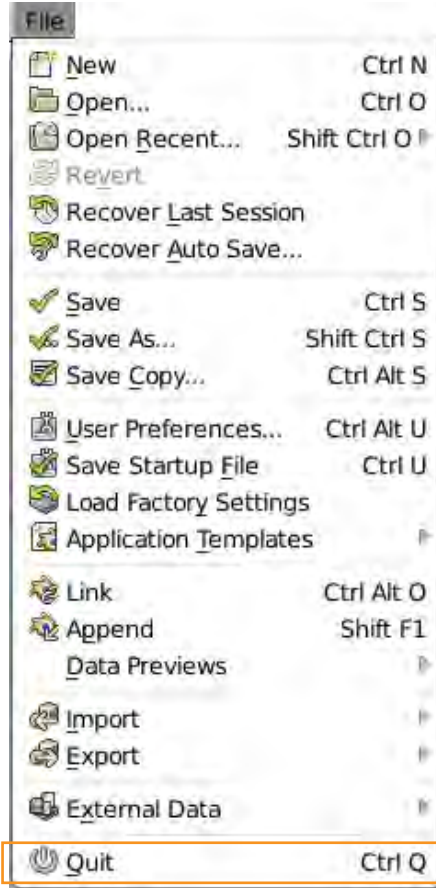 File
New Ctrl N
Open... Ctrl O
Open Recent... Shift Ctrl O
Revert
Recover Last Session
Recover Auto Save...
Save Ctrl S
Save As... Shift Ctrl S
Save Copy... Ctrl Alt S
User Preferences... Ctrl Alt U
Save Startup File Ctrl U
Load Factory Settings
Application Templates
Link Ctrl Alt O
Append Shift F1
Data Previews
Import
Export
External Data
Quit Ctrl Q